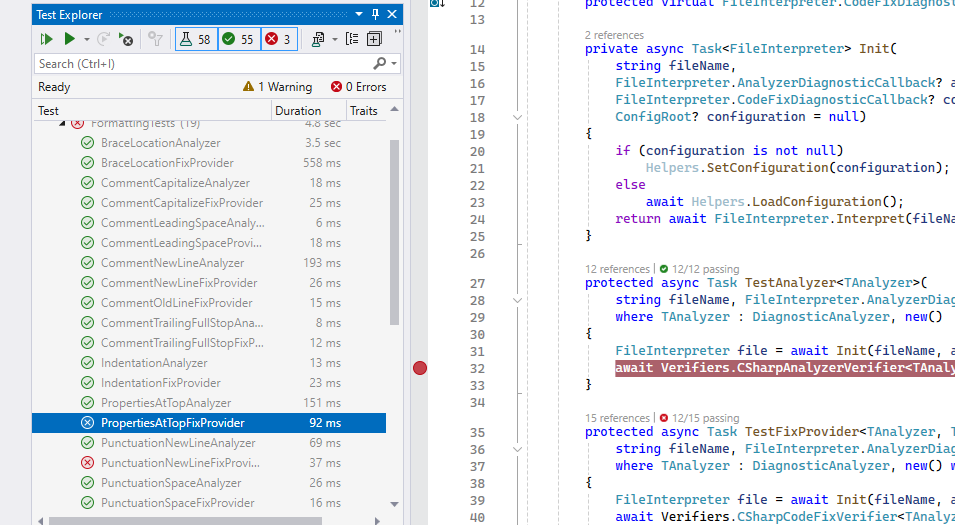 Test Explorer
58 55 3
Search (Ctrl+I)
Ready 1 Warning 0 Errors
Test Duration Traits
FormattingTests (19) 4.8 sec
BraceLocationAnalyzer 3.5 sec
BraceLocationFixProvider 558 ms
CommentCapitalizeAnalyzer 18 ms
CommentCapitalizeFixProvider 25 ms
CommentLeadingSpaceAnaly... 6 ms
CommentLeadingSpaceProvi... 18 ms
CommentNewLineAnalyzer 193 ms
CommentNewLineFixProvider 26 ms
CommentOldLineFixProvider 15 ms
CommentTrailingFullStopAna... 8 ms
CommentTrailingFullStopFixP... 12 ms
IndentationAnalyzer 13 ms
IndentationFixProvider 23 ms
PropertiesAtTopAnalyzer 151 ms
PropertiesAtTopFixProvider 92 ms
PunctuationNewLineAnalyzer 69 ms
PunctuationNewLineFixProvi... 37 ms
PunctuationSpaceAnalyzer 26 ms
PunctuationSpaceFixProvider 16 ms
12 protected virtual FileInterpreter.CodeFixDiagnost
13
2 references
14 private async Task<FileInterpreter> Init(
15 string fileName,
16 FileInterpreter.AnalyzerDiagnosticCallback? a
17 FileInterpreter.CodeFixDiagnosticCallback? co
18 ConfigRoot? configuration = null)
19 {
20 if (configuration is not null)
21 Helpers.SetConfiguration(configuration);
22 else
23 await Helpers.LoadConfiguration();
24 return await FileInterpreter.Interpret(fileNa
25 }
26
12 references | 12/12 passing
27 protected async Task TestAnalyzer<TAnalyzer>(
28 string fileName, FileInterpreter.AnalyzerDiag
29 where TAnalyzer : DiagnosticAnalyzer, new()
30 {
31 FileInterpreter file = await Init(fileName, a
32 await Verifiers.CSharpAnalyzerVerifier<TAnaly
33 }
34
15 references | 12/15 passing
35 protected async Task TestFixProvider<TAnalyzer, T
36 string fileName, FileInterpreter.AnalyzerDiag
37 where TAnalyzer : DiagnosticAnalyzer, new() w
38 {
39 FileInterpreter file = await Init(fileName, a
40 await Verifiers.CSharpCodeFixVerifier<TAnalyz